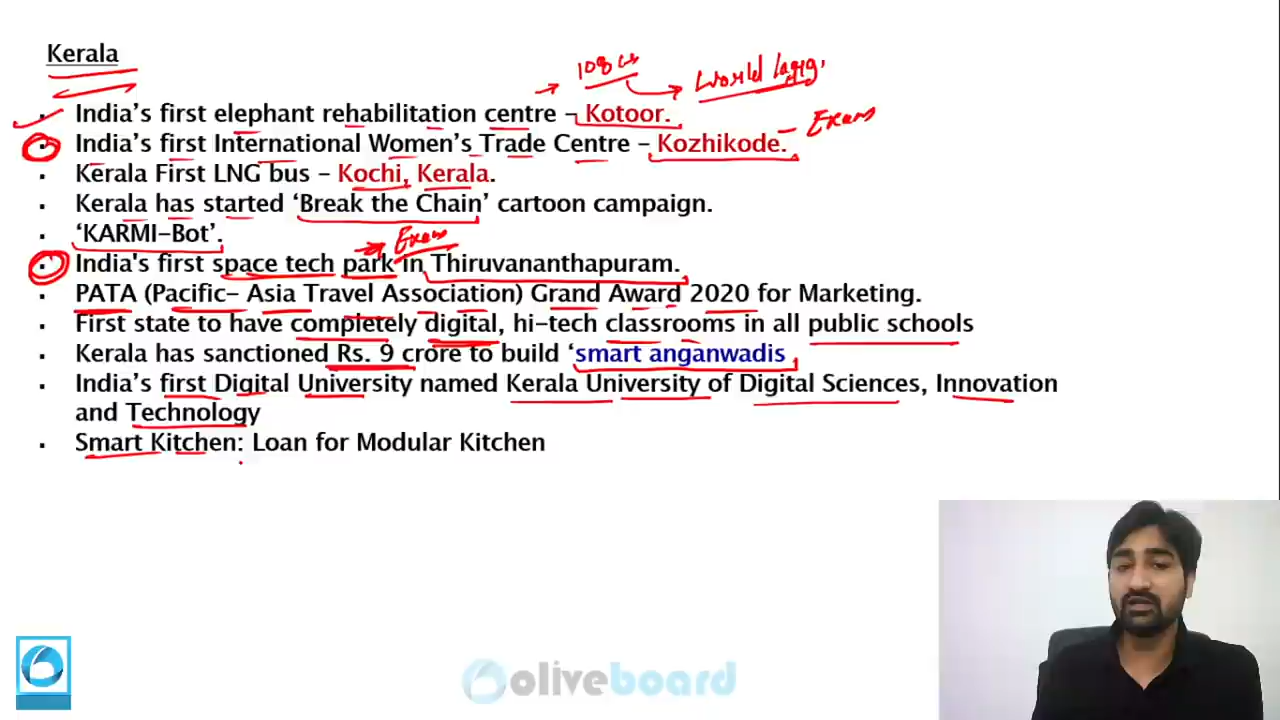 Kerala
108 cr
World largig.
India's first elephant rehabilitation centre – Kotoor.
Exam
India's first International Women's Trade Centre – Kozhikode.
Kerala First LNG bus – Kochi, Kerala.
Kerala has started ‘Break the Chain’ cartoon campaign.
‘KARMI-Bot’.
Exam
India's first space tech park in Thiruvananthapuram.
PATA (Pacific- Asia Travel Association) Grand Award 2020 for Marketing.
First state to have completely digital, hi-tech classrooms in all public schools
Kerala has sanctioned Rs. 9 crore to build ‘smart anganwadis
India's first Digital University named Kerala University of Digital Sciences, Innovation
and Technology
Smart Kitchen: Loan for Modular Kitchen
oliveboard